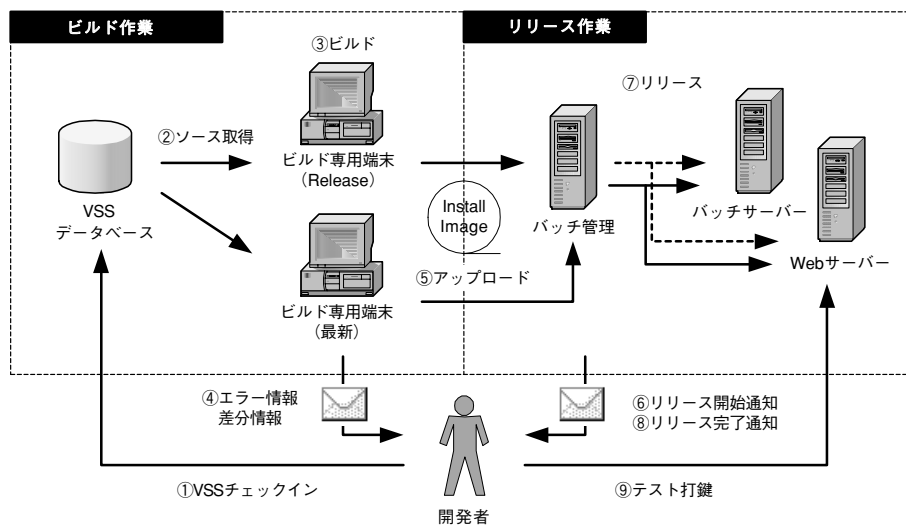 ビルド作業
リリース作業
③ビルド
⑦リリース
②ソース取得
ビルド専用端末
（Release）
VSS
データベース
Install
Image
バッチ管理
バッチサーバー
Webサーバー
⑤アップロード
ビルド専用端末
（最新）
④エラー情報
差分情報
⑥リリース開始通知
⑧リリース完了通知
①VSSチェックイン
⑨テスト打鍵
開発者